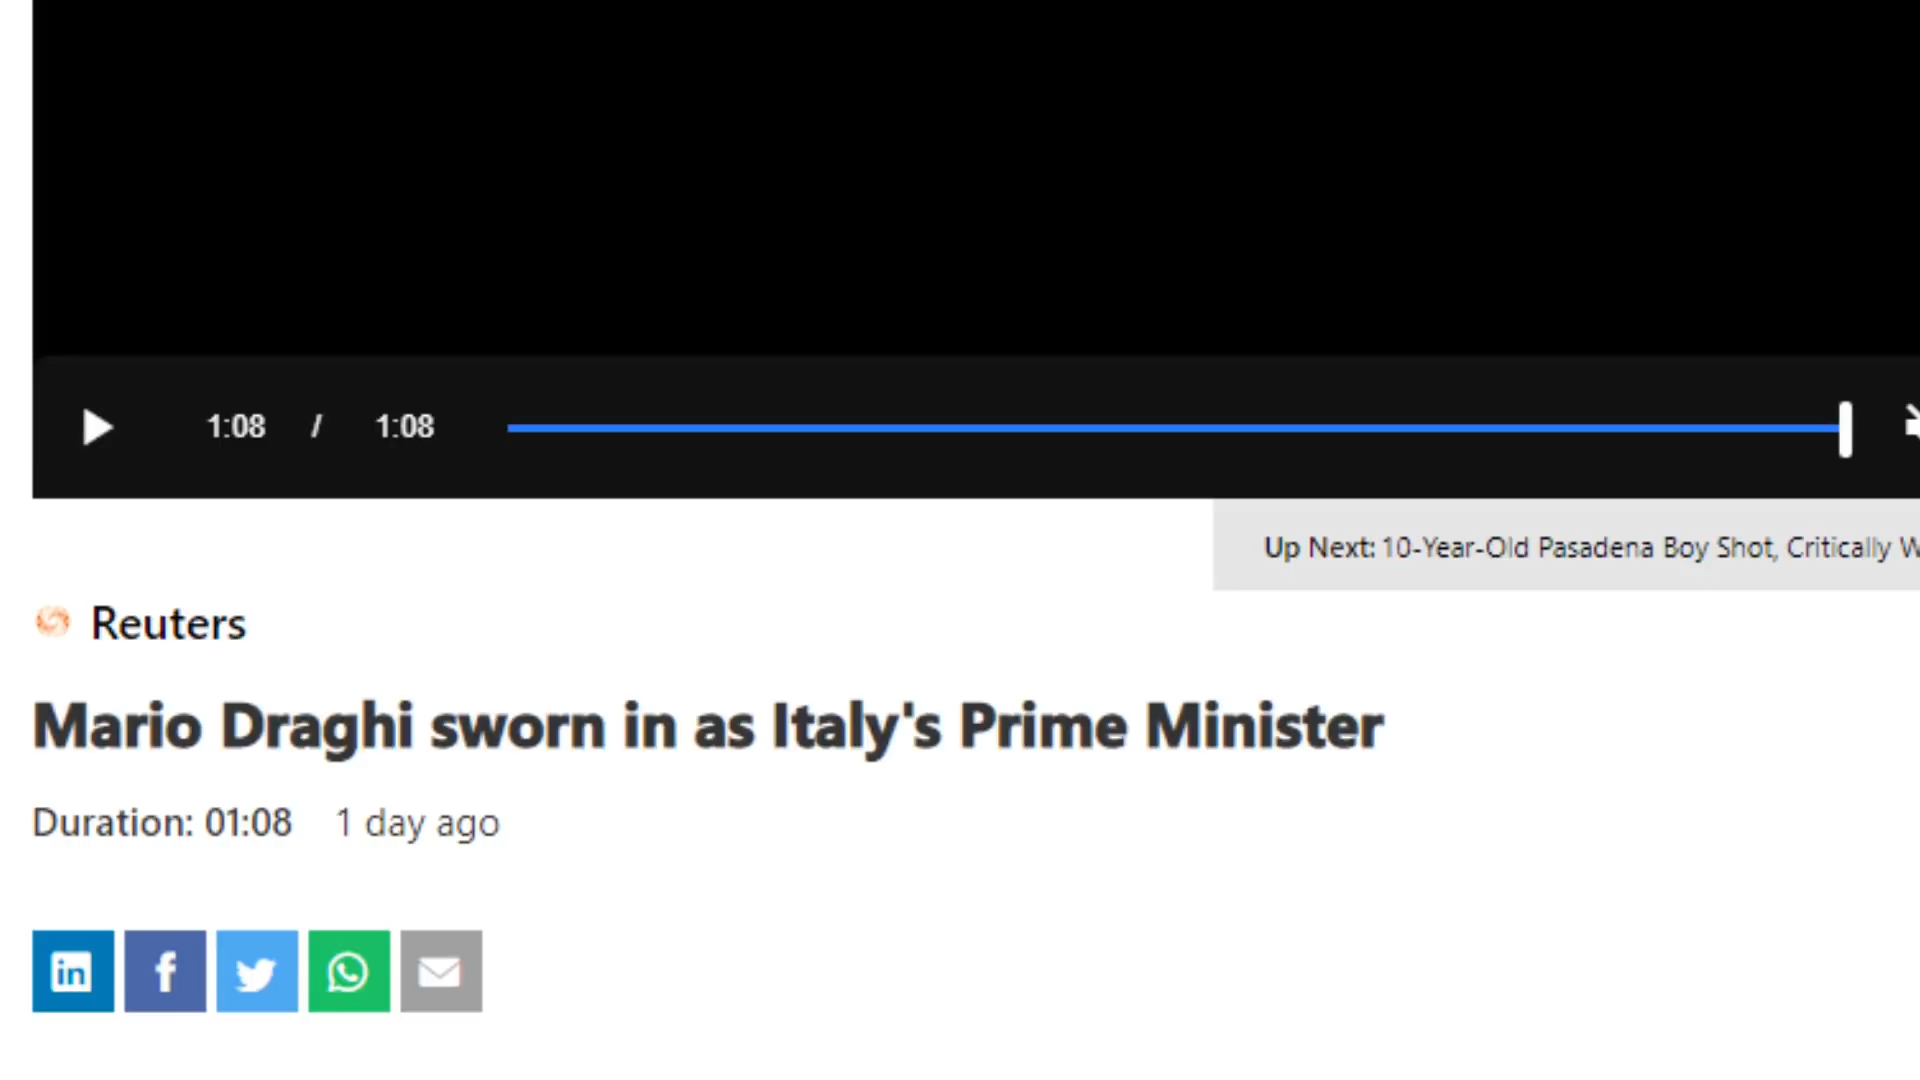 1:08 / 1:08
Up Next: 10-Year-Old Pasadena Boy Shot, Critically
Reuters
Mario Draghi sworn in as Italy's Prime Minister
Duration: 01:08 1 day ago
in f